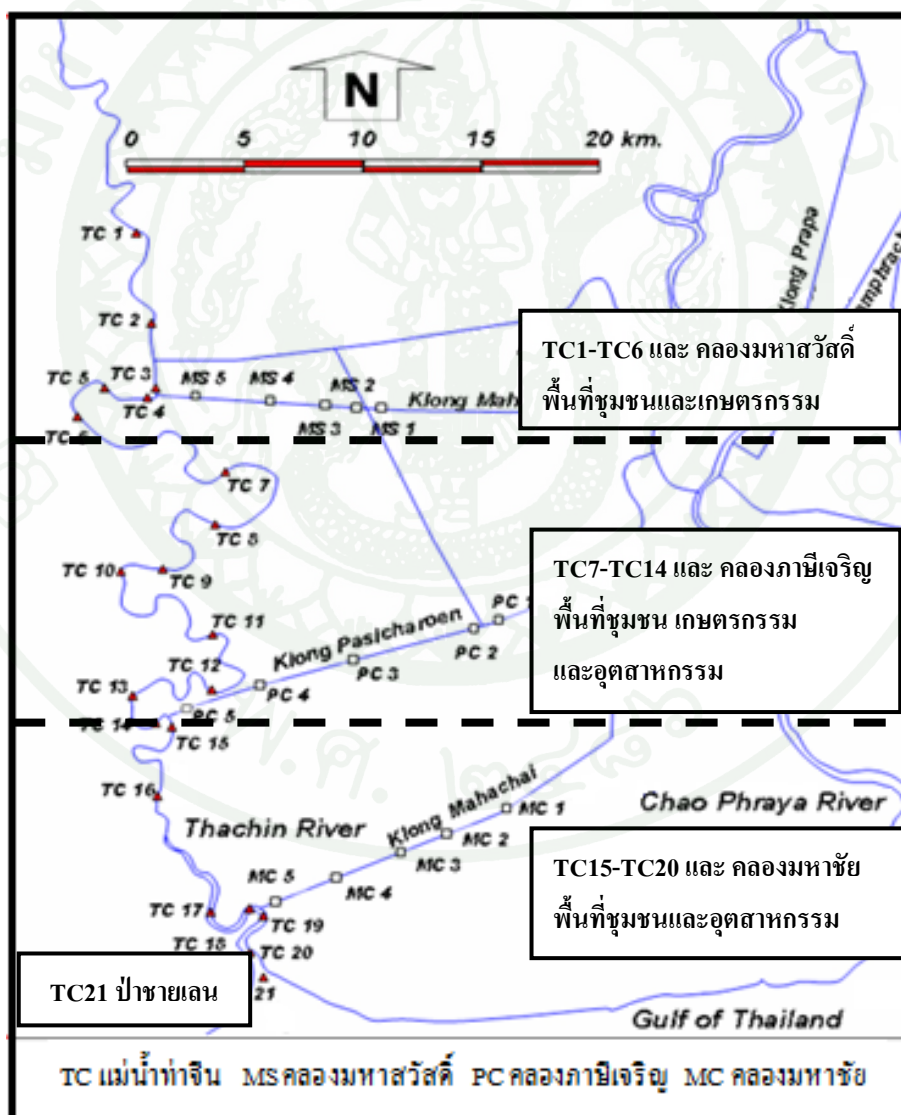 N
0 5 10 15 20 km.
TC 1
Klong Prapa
TC 2
TC1-TC6 และ คลองมหาสวัสดิ์
พื้นที่ชุมชนและเกษตรกรรม
TC 5 TC 3 MS 5 MS 4 MS 2
TC 4 MS 3 MS 1
Klong Mah
TC 6
TC 7
TC 8
TC 10 TC 9
TC7-TC14 และ คลองภาษีเจริญ
พื้นที่ชุมชน เกษตรกรรม
และอุตสาหกรรม
TC 11
Klong Pasicharoen
PC 1
PC 2
PC 3
TC 12
TC 13 PC 4
PC 5
TC 14
TC 15
TC 16
Thachin River
Klong Mahachai
MC 1
Chao Phraya River
MC 2
MC 3
MC 5 MC 4
TC15-TC20 และ คลองมหาชัย
พื้นที่ชุมชนและอุตสาหกรรม
TC 17
TC 19
TC 18
TC 20
TC21 ป่าชายเลน
21
Gulf of Thailand
TC แม่น้ำท่าจีน MS คลองมหาสวัสดิ์ PC คลองภาษีเจริญ MC คลองมหาชัย